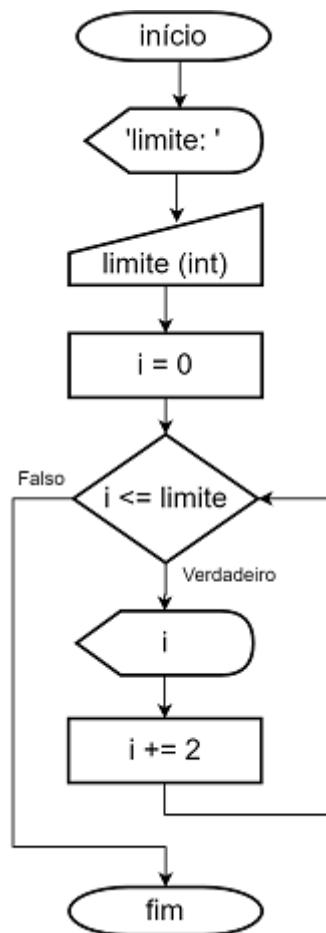 início
'limite: '
limite (int)
i = 0
Falso
i <= limite
Verdadeiro
i
i += 2
fim